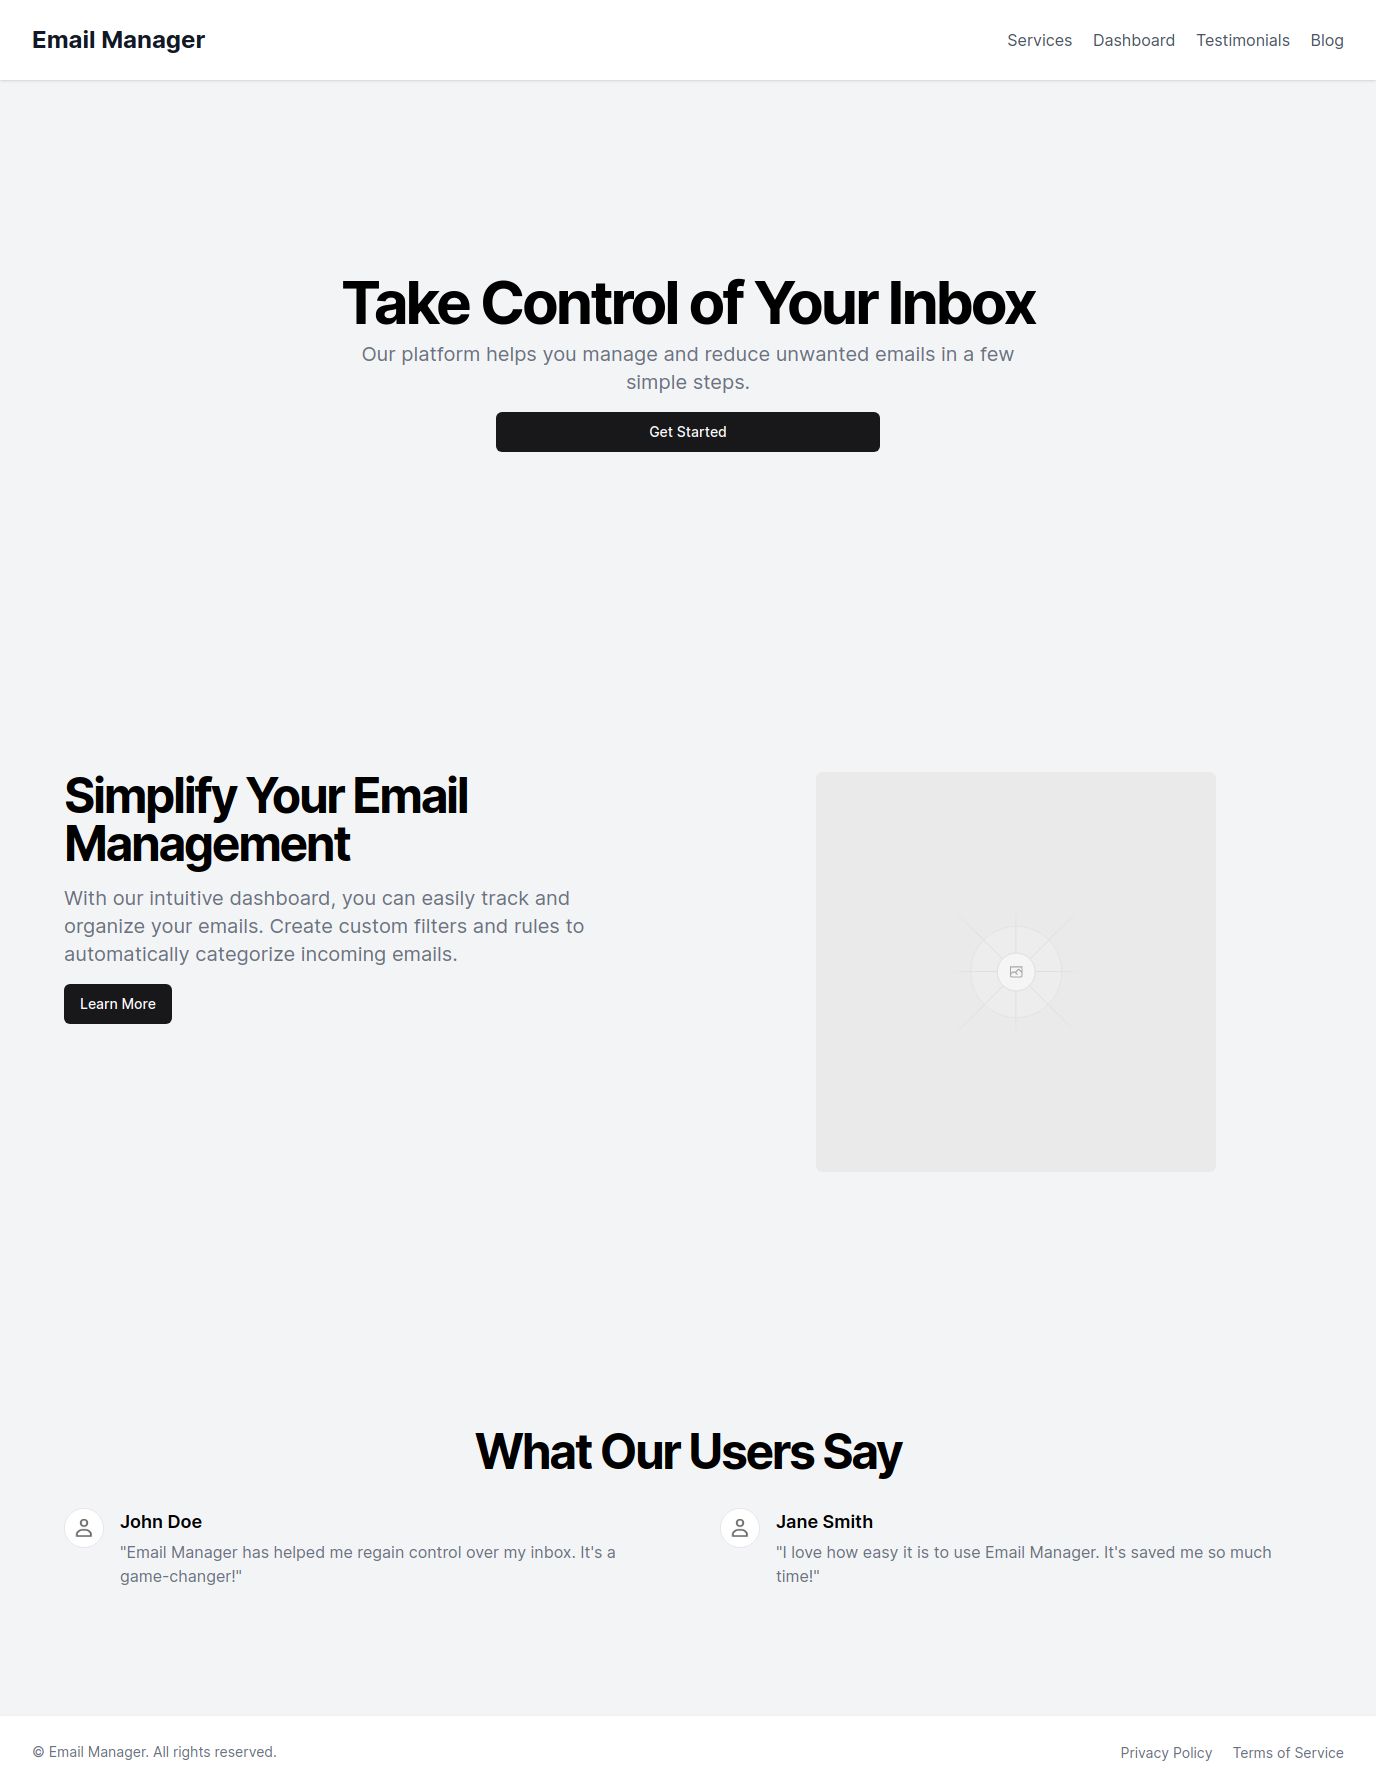 Email Manager
Services Dashboard Testimonials Blog
Take Control of Your Inbox
Our platform helps you manage and reduce unwanted emails in a few
simple steps.
Get Started
Simplify Your Email
Management
With our intuitive dashboard, you can easily track and
organize your emails. Create custom filters and rules to
automatically categorize incoming emails.
Learn More
What Our Users Say
John Doe
"Email Manager has helped me regain control over my inbox. It's a
game-changer!"
Jane Smith
"I love how easy it is to use Email Manager. It's saved me so much
time!"
© Email Manager. All rights reserved.
Privacy Policy Terms of Service